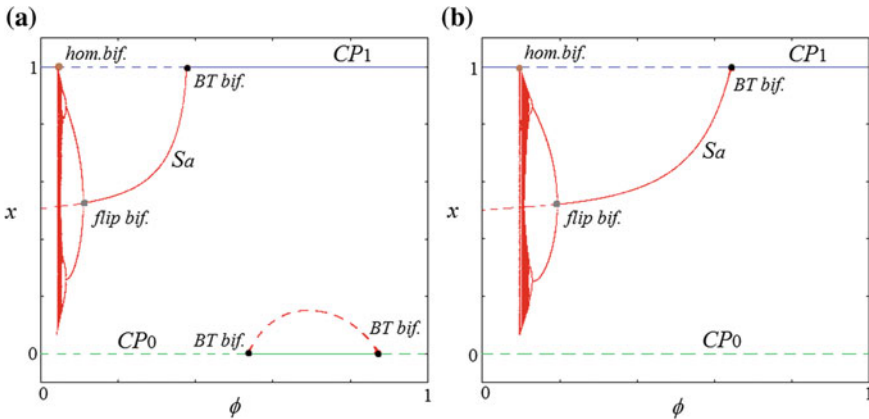 (a)
hom.bif.
CP1
1
BT bif.
Sa
x
flip bif.
CP0
BT bif.
BT bif.
0
0
ϕ
1
(b)
hom.bif.
CP1
1
BT bif.
Sa
x
flip bif.
CP0
0
0
ϕ
1